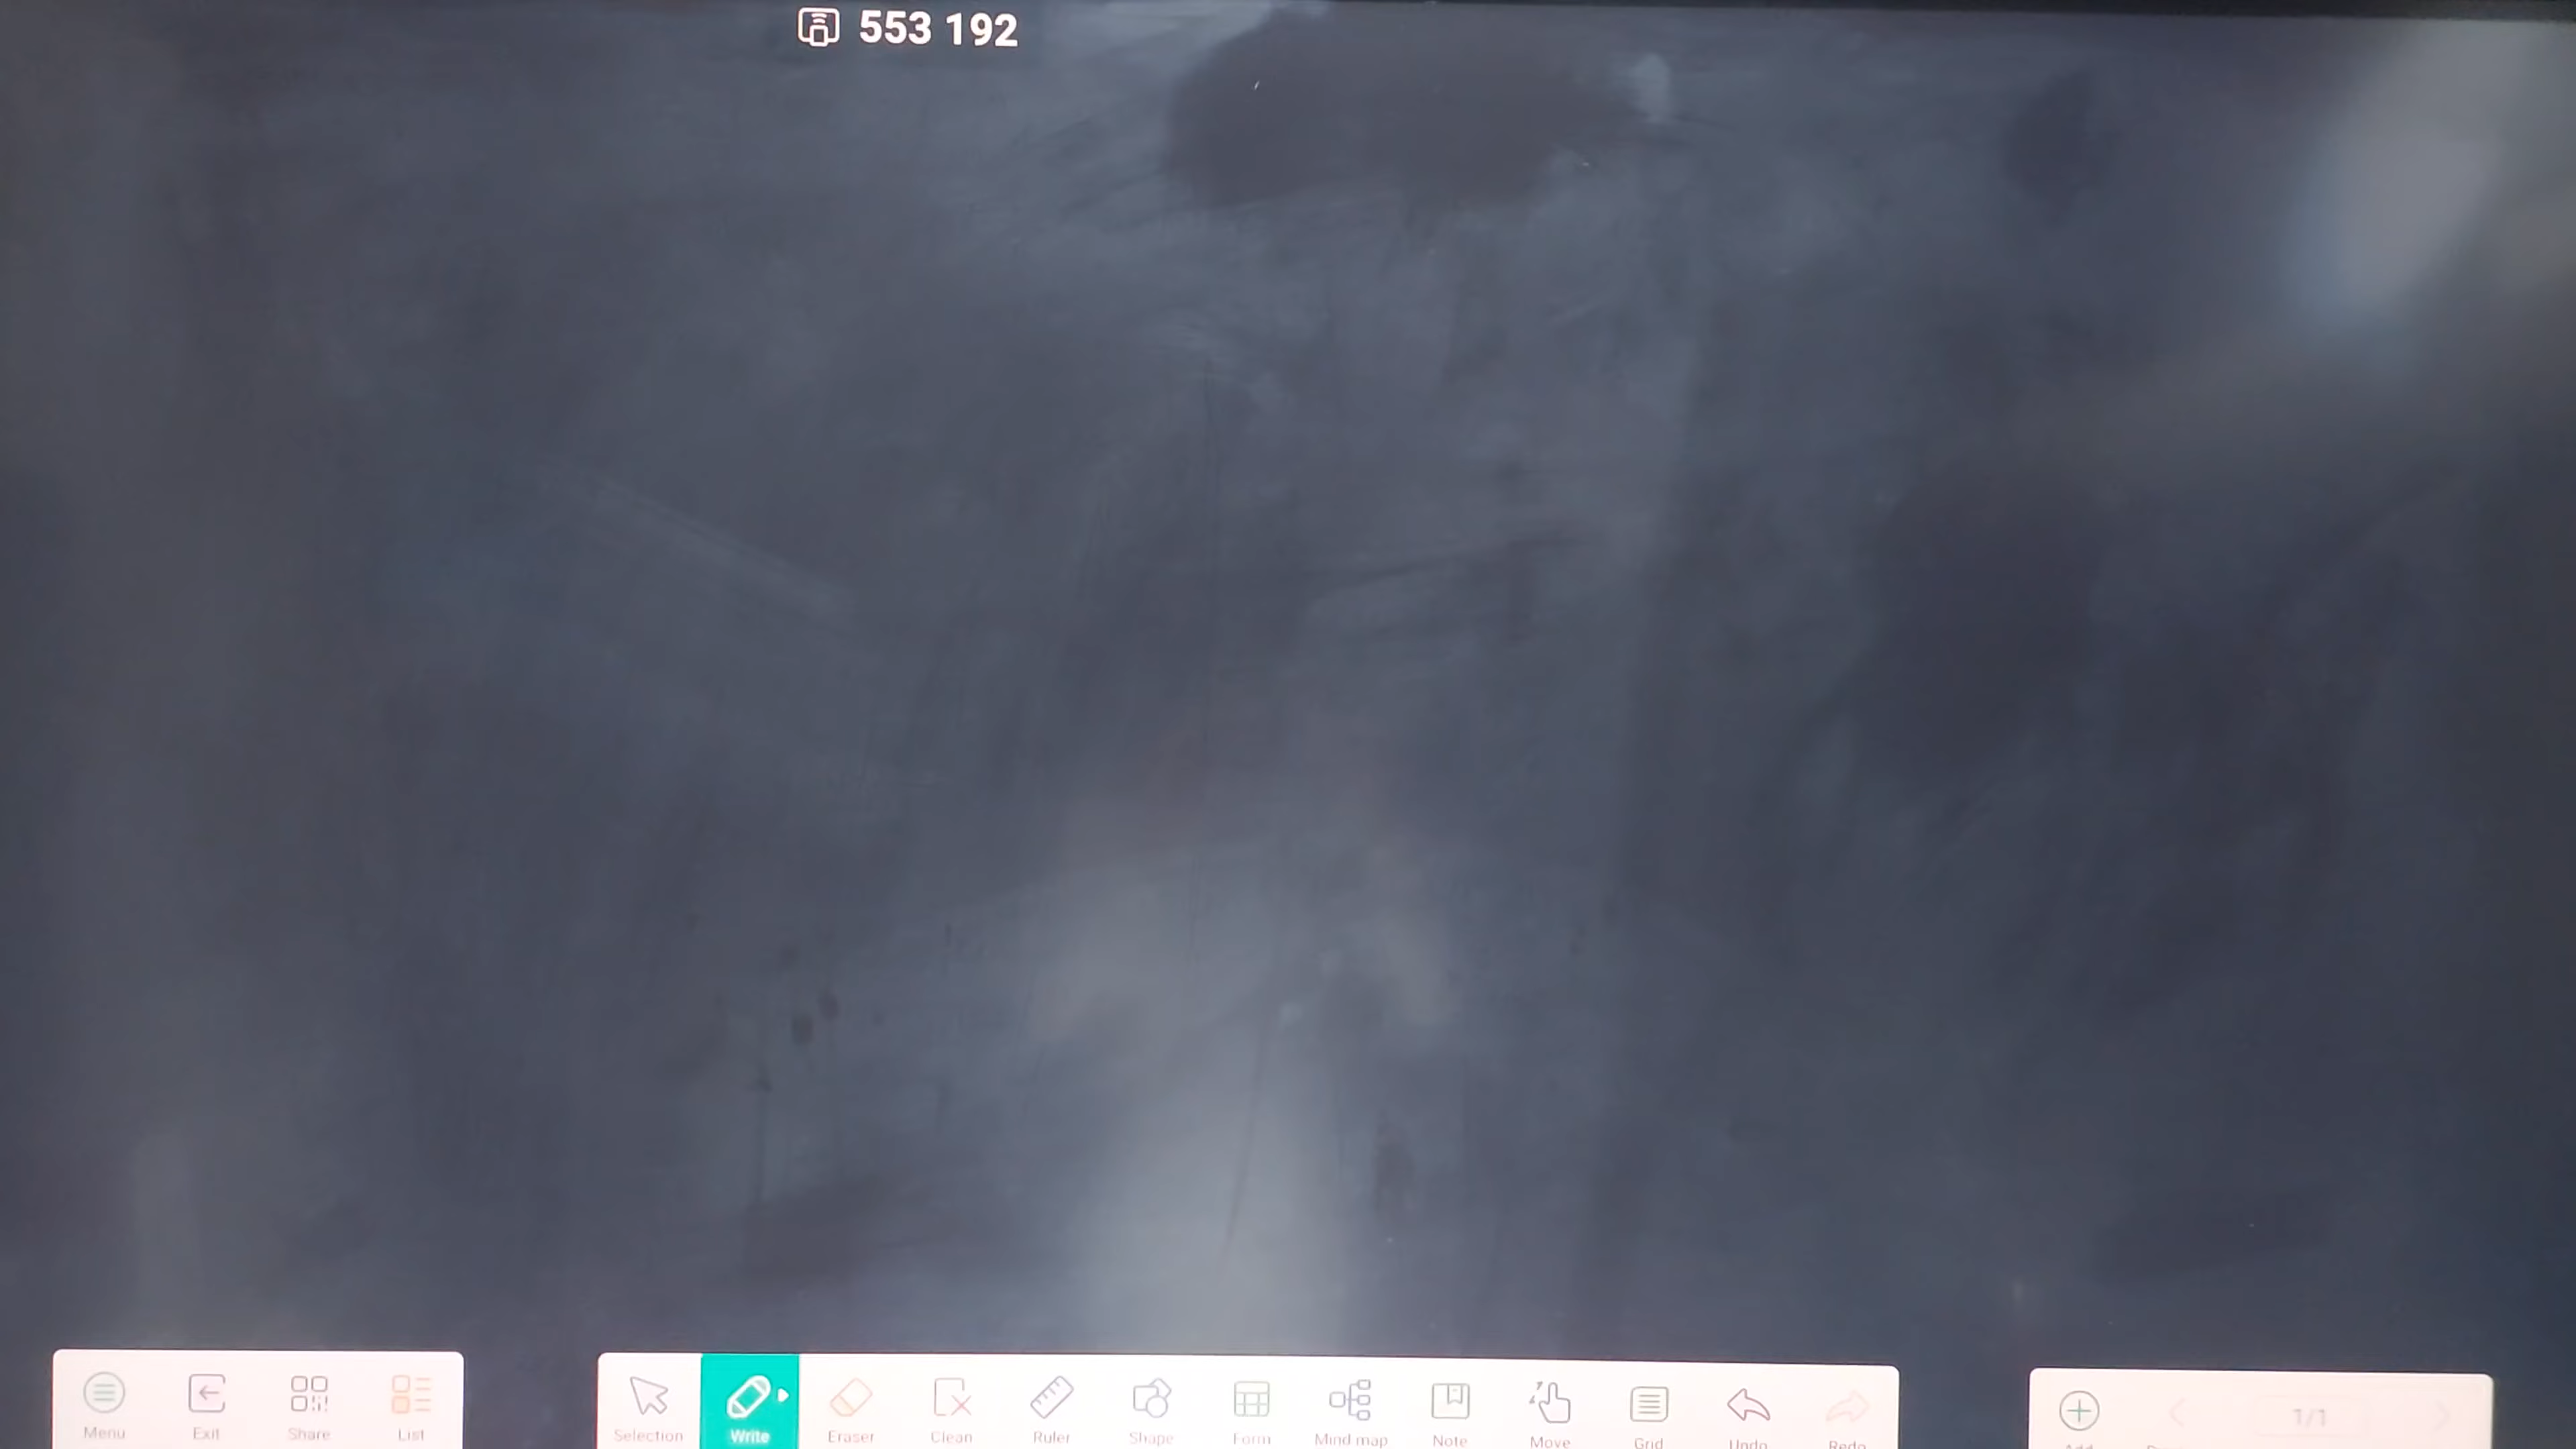 553 192
Menu Exit Share List
Selection Write Eraser Clean Ruler Shape Form Mind map Note Move Grid Undo Redo
Add 1/1